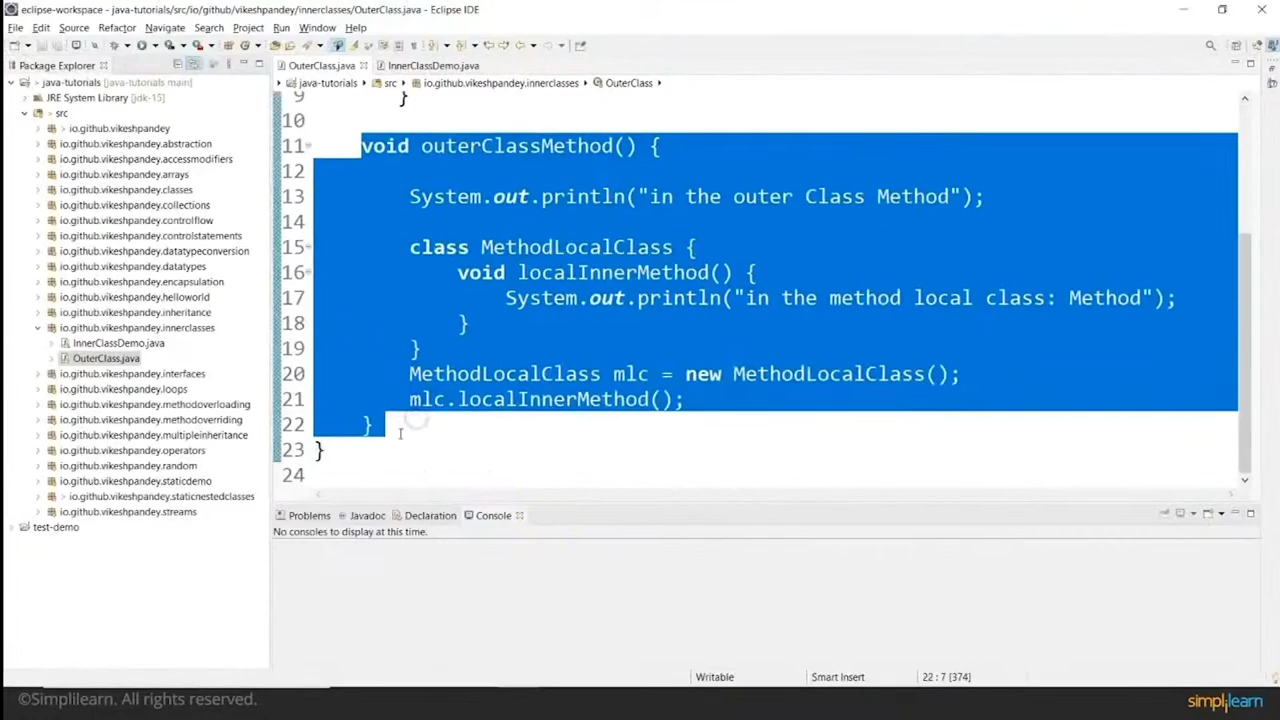 eclipse-workspace - java-tutorials/src/io/github/vikeshpandey/innerclasses/OuterClass.java - Eclipse IDE
File Edit Source Refactor Navigate Search Project Run Window Help
Package Explorer
java-tutorials [java-tutorials main]
JRE System Library [jdk-15]
src
> io.github.vikeshpandey
io.github.vikeshpandey.abstraction
io.github.vikeshpandey.accessmodifiers
io.github.vikeshpandey.arrays
io.github.vikeshpandey.classes
io.github.vikeshpandey.collections
io.github.vikeshpandey.controlflow
io.github.vikeshpandey.controlstatements
io.github.vikeshpandey.datatypeconversion
io.github.vikeshpandey.datatypes
io.github.vikeshpandey.encapsulation
io.github.vikeshpandey.helloworld
io.github.vikeshpandey.inheritance
io.github.vikeshpandey.innerclasses
InnerClassDemo.java
OuterClass.java
io.github.vikeshpandey.interfaces
io.github.vikeshpandey.loops
io.github.vikeshpandey.methodoverloading
io.github.vikeshpandey.methodoverriding
io.github.vikeshpandey.multipleinheritance
io.github.vikeshpandey.operators
io.github.vikeshpandey.random
io.github.vikeshpandey.staticdemo
> io.github.vikeshpandey.staticnestedclasses
io.github.vikeshpandey.streams
test-demo
OuterClass.java InnerClassDemo.java
java-tutorials src io.github.vikeshpandey.innerclasses OuterClass
9 }
10
11 void outerClassMethod() {
12
13 System.out.println("in the outer Class Method");
14
15 class MethodLocalClass {
16 void localInnerMethod() {
17 System.out.println("in the method local class: Method");
18 }
19 }
20 MethodLocalClass mlc = new MethodLocalClass();
21 mlc.localInnerMethod();
22 }
23 }
24
Problems Javadoc Declaration Console
No consoles to display at this time.
Writable Smart Insert 22 : 7 [374]
©Simplilearn. All rights reserved.
simplilearn